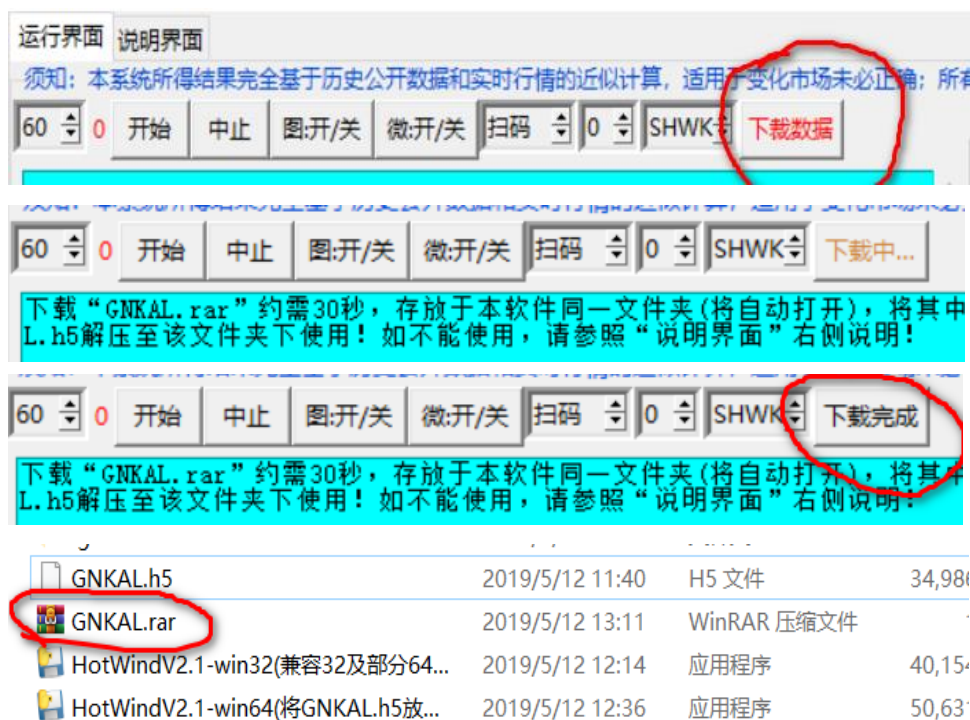 运行界面 说明界面
须知：本系统所得结果完全基于历史公开数据和实时行情的近似计算，适用于变化市场未必正确；所有
60 0 开始 中止 图:开/关 微:开/关 扫码 0 SHWK 下载数据
60 0 开始 中止 图:开/关 微:开/关 扫码 0 SHWK 下载中...
下载“GNKAL.rar”约需30秒，存放于本软件同一文件夹(将自动打开)，将其中
L.h5解压至该文件夹下使用！如不能使用，请参照“说明界面”右侧说明！
60 0 开始 中止 图:开/关 微:开/关 扫码 0 SHWK 下载完成
下载“GNKAL.rar”约需30秒，存放于本软件同一文件夹(将自动打开)，将其中
L.h5解压至该文件夹下使用！如不能使用，请参照“说明界面”右侧说明！
GNKAL.h5 2019/5/12 11:40 H5 文件 34,986
GNKAL.rar 2019/5/12 13:11 WinRAR 压缩文件
HotWindV2.1-win32(兼容32及部分64... 2019/5/12 12:14 应用程序 40,154
HotWindV2.1-win64(将GNKAL.h5放... 2019/5/12 12:36 应用程序 50,631